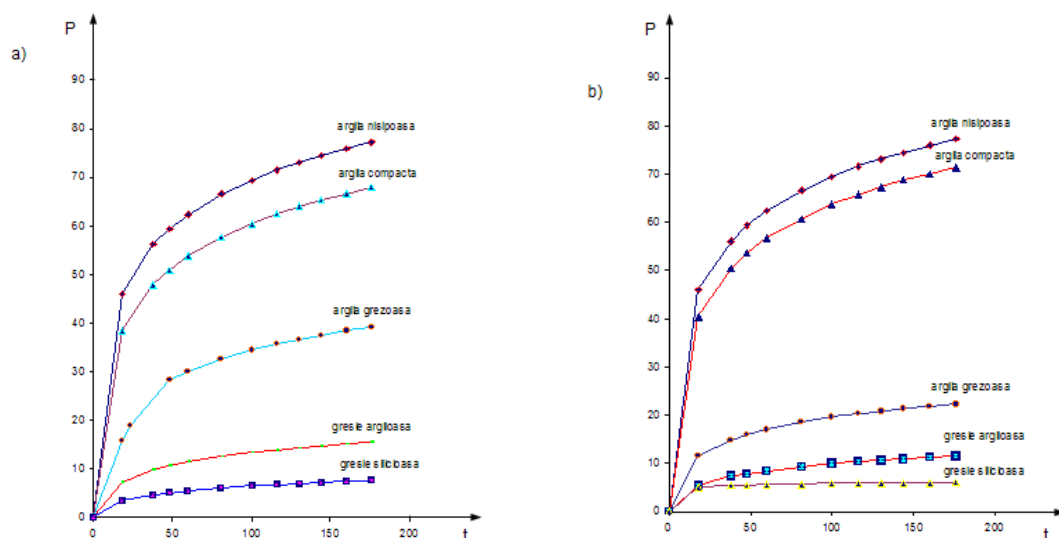 a)
P
90
80
70
60
50
40
30
20
10
0
argila nisipoasa
argila compacta
argila grezoasa
gresie argiloasa
gresie silicioasa
0
50
100
150
200
t
b)
P
90
80
70
60
50
40
30
20
10
0
argila nisipoasa
argila compacta
argila grezoasa
gresie argiloasa
gresie silicioasa
0
50
100
150
200
t